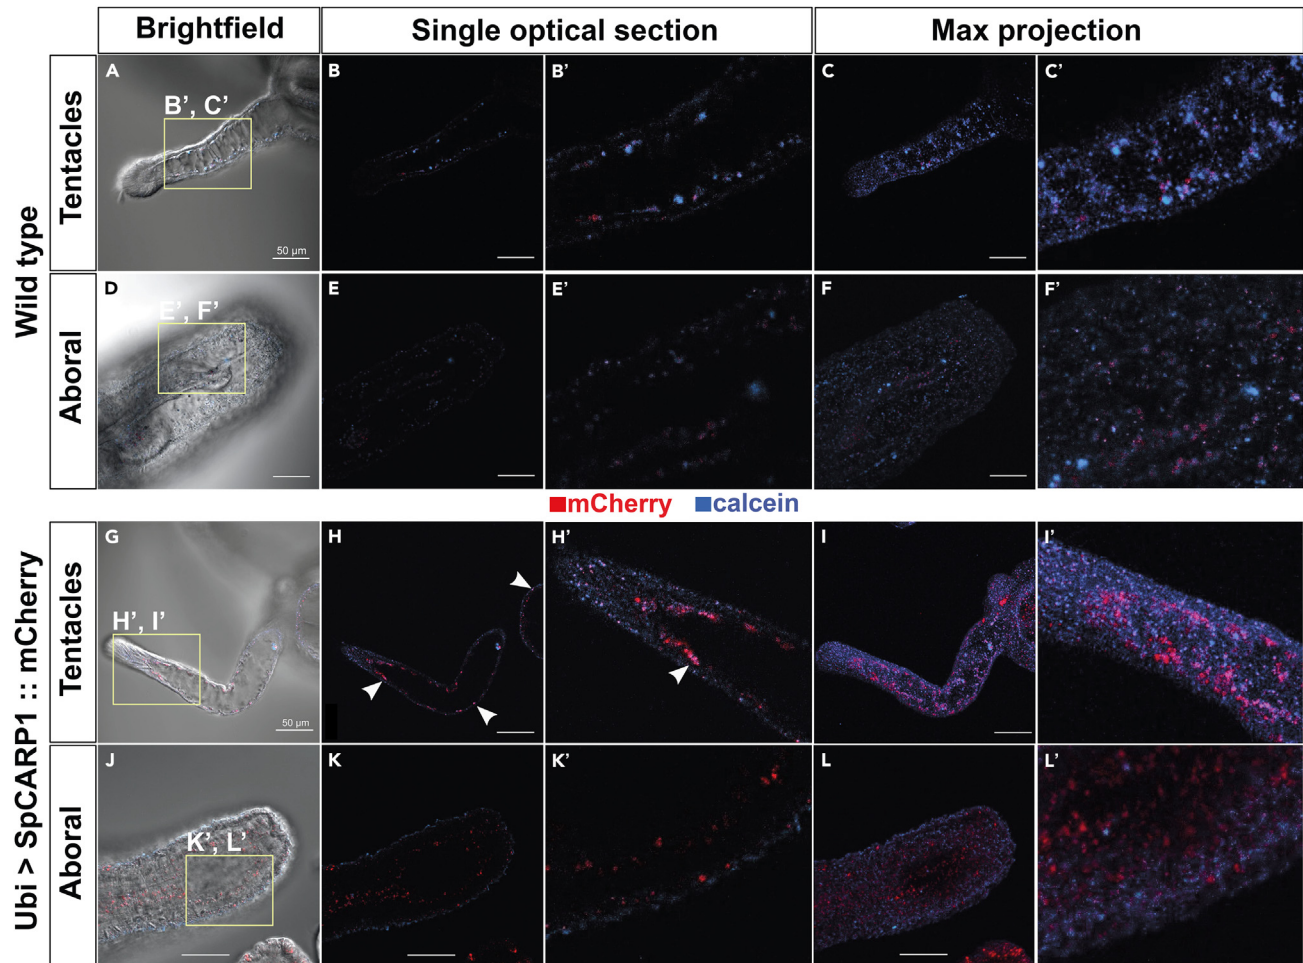 Brightfield
Single optical section
Max projection
Wild type
Tentacles
A
B’, C’
50 µm
B
B’
C
C’
Aboral
D
E’, F’
E
E’
F
F’
mCherry calcein
Ubi > SpCARP1 :: mCherry
Tentacles
G
H’, I’
50 µm
H
H’
I
I’
Aboral
J
K’, L’
K
K’
L
L’